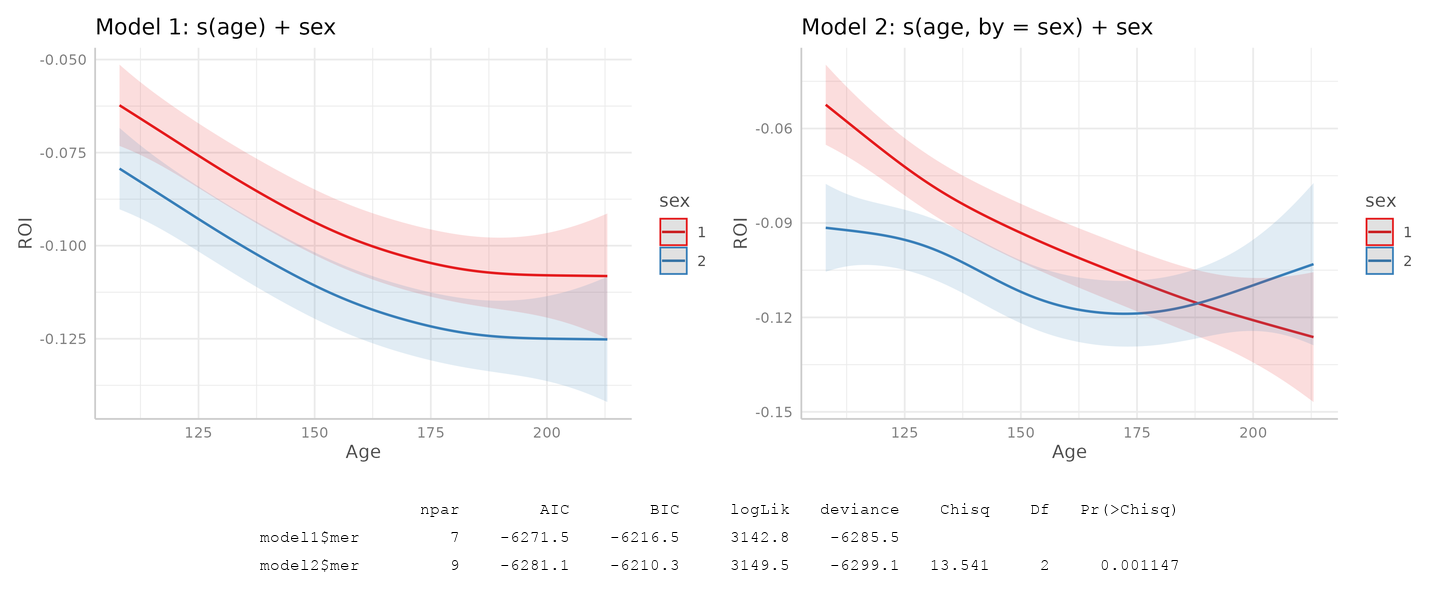 Model 1: s(age) + sex
-0.050
-0.075
-0.100
-0.125
ROI
125 150 175 200
Age
sex
1
2
Model 2: s(age, by = sex) + sex
-0.06
-0.09
-0.12
-0.15
ROI
125 150 175 200
Age
sex
1
2
npar AIC BIC logLik deviance Chisq Df Pr(>Chisq)
model1$mer 7 -6271.5 -6216.5 3142.8 -6285.5
model2$mer 9 -6281.1 -6210.3 3149.5 -6299.1 13.541 2 0.001147